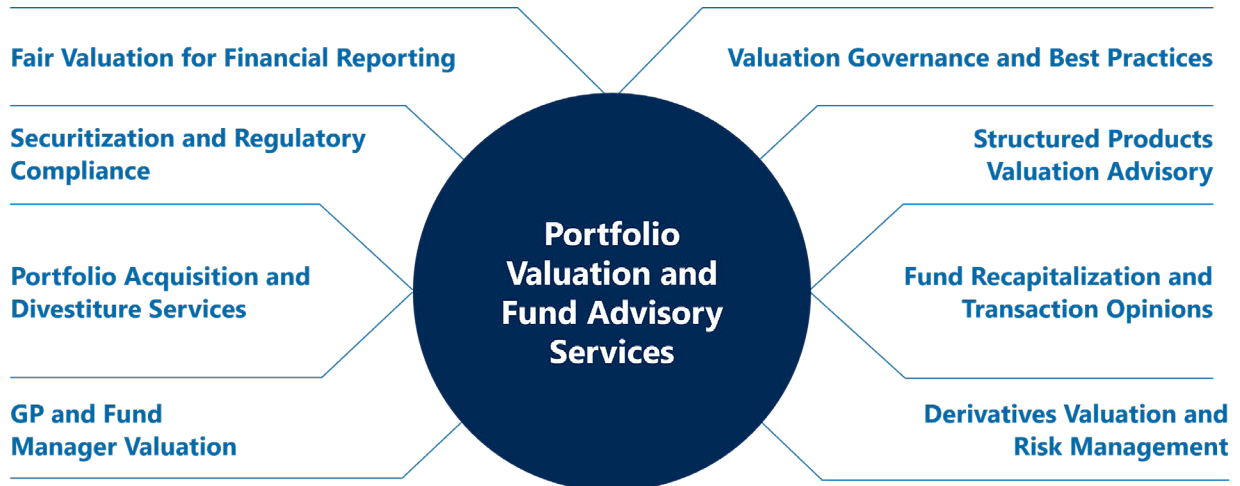 Fair Valuation for Financial Reporting
Securitization and Regulatory
Compliance
Portfolio Acquisition and
Divestiture Services
GP and Fund
Manager Valuation
Portfolio
Valuation and
Fund Advisory
Services
Valuation Governance and Best Practices
Structured Products
Valuation Advisory
Fund Recapitalization and
Transaction Opinions
Derivatives Valuation and
Risk Management